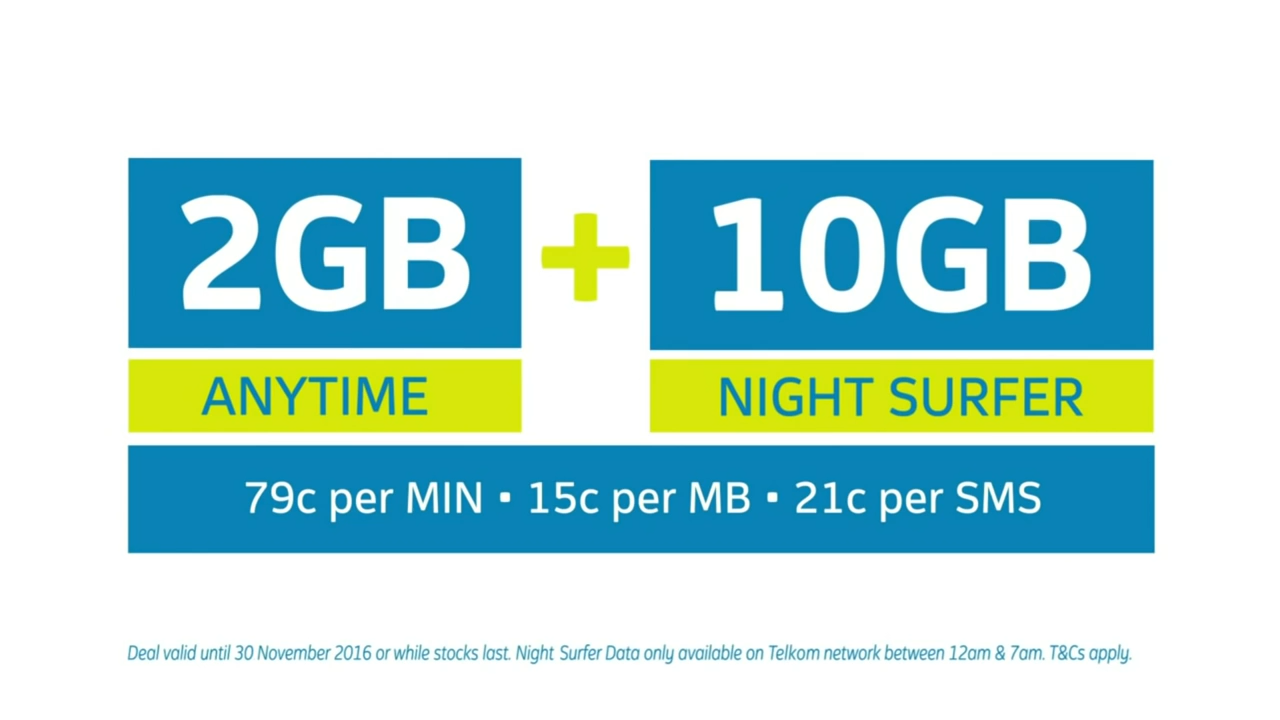 2GB + 10GB
ANYTIME NIGHT SURFER
79c per MIN • 15c per MB • 21c per SMS
Deal valid until 30 November 2016 or while stocks last. Night Surfer Data only available on Telkom network between 12am & 7am. T&Cs apply.